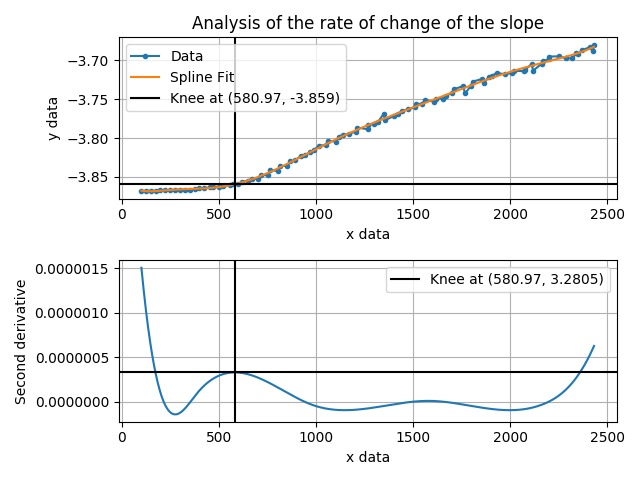 Analysis of the rate of change of the slope
Data
Spline Fit
Knee at (580.97, -3.859)
y data
−3.70
−3.75
−3.80
−3.85
0 500 1000 1500 2000 2500
x data
Knee at (580.97, 3.2805)
Second derivative
0.0000015
0.0000010
0.0000005
0.0000000
0 500 1000 1500 2000 2500
x data